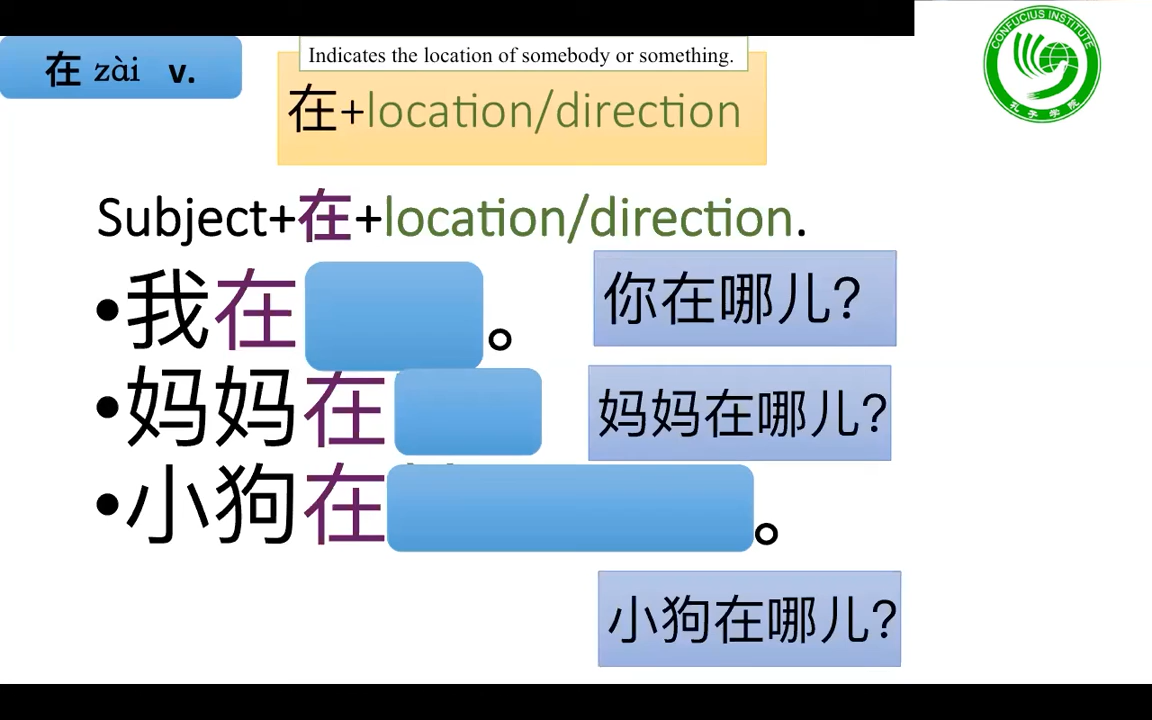 在 zài v.
Indicates the location of somebody or something.
在+location/direction
CONFUCIUS INSTITUTE
孔子学院
Subject+在+location/direction.
•我在 。
你在哪儿?
•妈妈在
妈妈在哪儿?
•小狗在 。
小狗在哪儿?